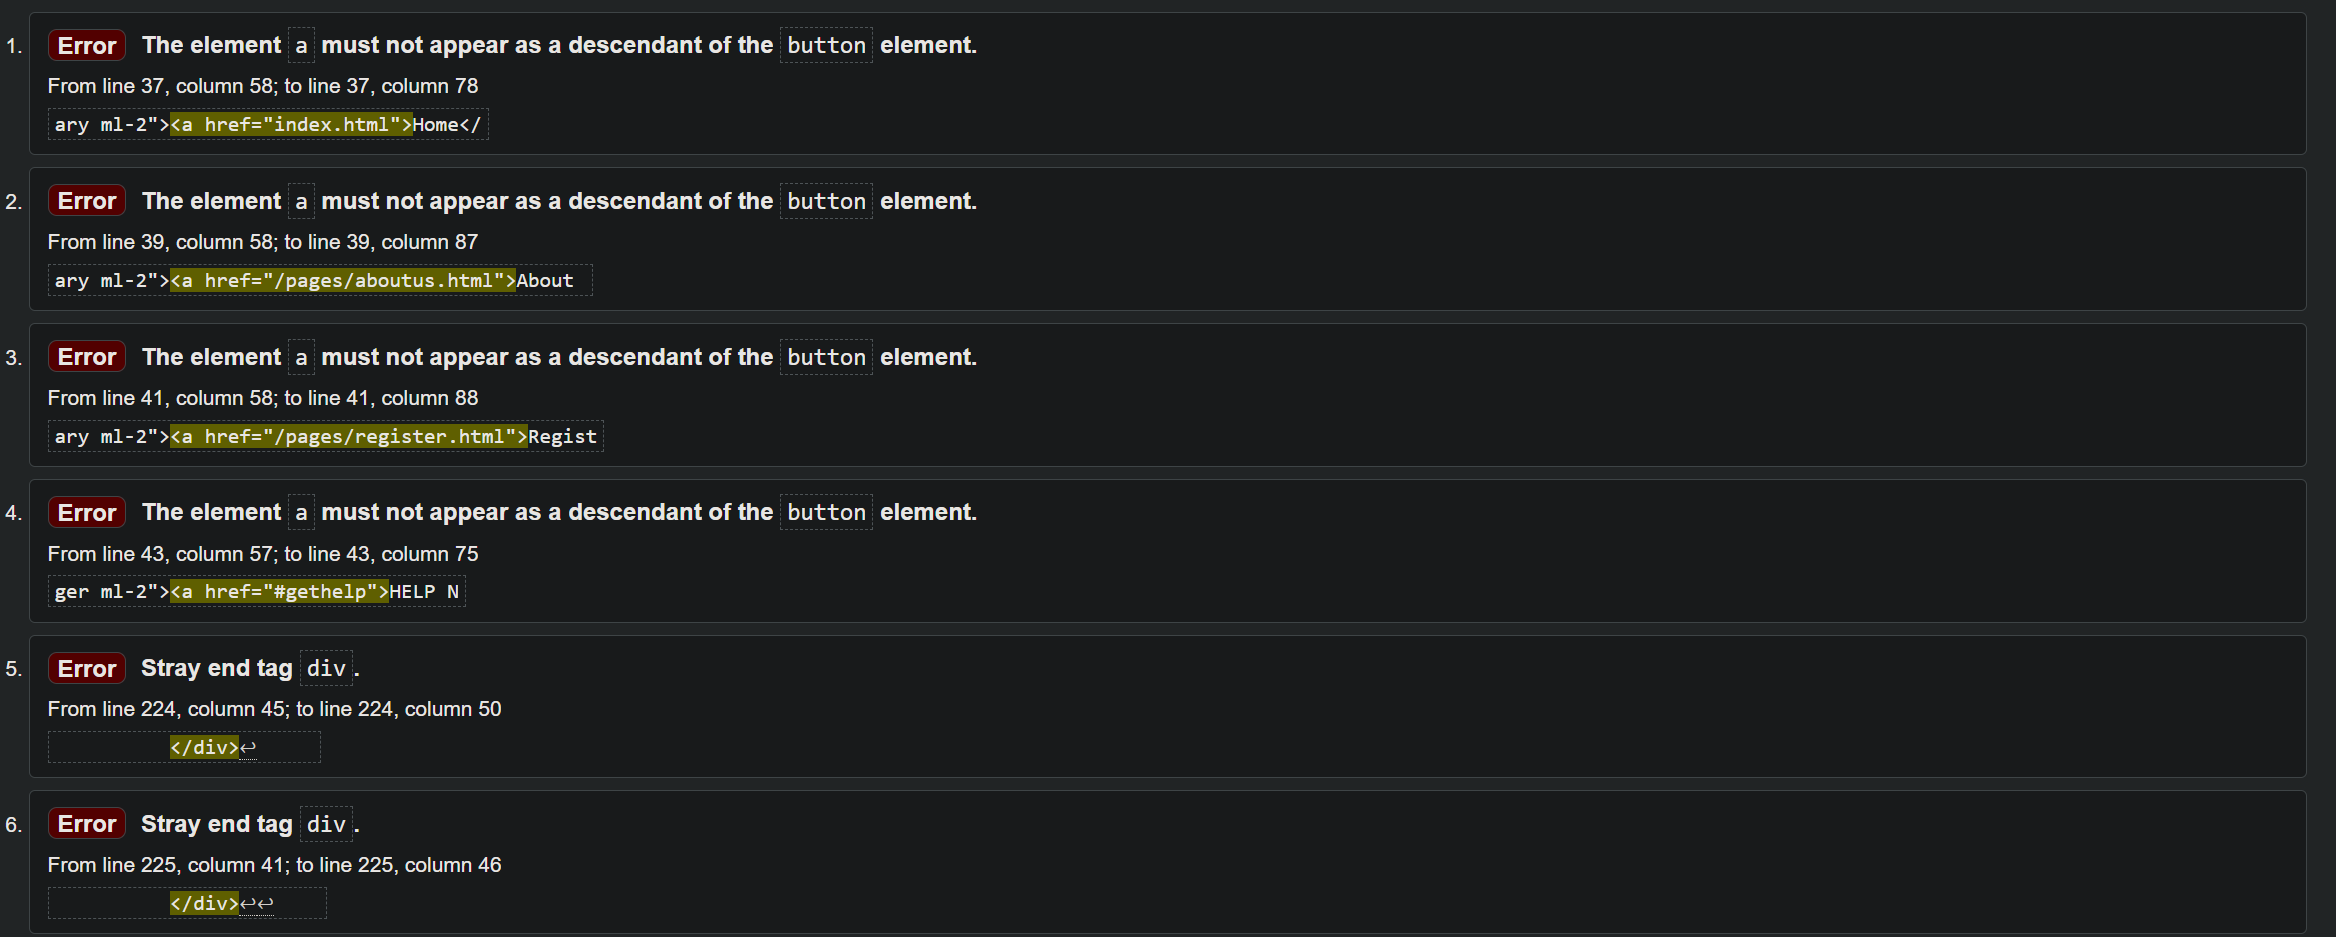 1. Error The element a must not appear as a descendant of the button element.
From line 37, column 58; to line 37, column 78
ary ml-2"><a href="index.html">Home</
2. Error The element a must not appear as a descendant of the button element.
From line 39, column 58; to line 39, column 87
ary ml-2"><a href="/pages/aboutus.html">About
3. Error The element a must not appear as a descendant of the button element.
From line 41, column 58; to line 41, column 88
ary ml-2"><a href="/pages/register.html">Regist
4. Error The element a must not appear as a descendant of the button element.
From line 43, column 57; to line 43, column 75
ger ml-2"><a href="#gethelp">HELP N
5. Error Stray end tag div.
From line 224, column 45; to line 224, column 50
</div>↩
6. Error Stray end tag div.
From line 225, column 41; to line 225, column 46
</div>↩↩